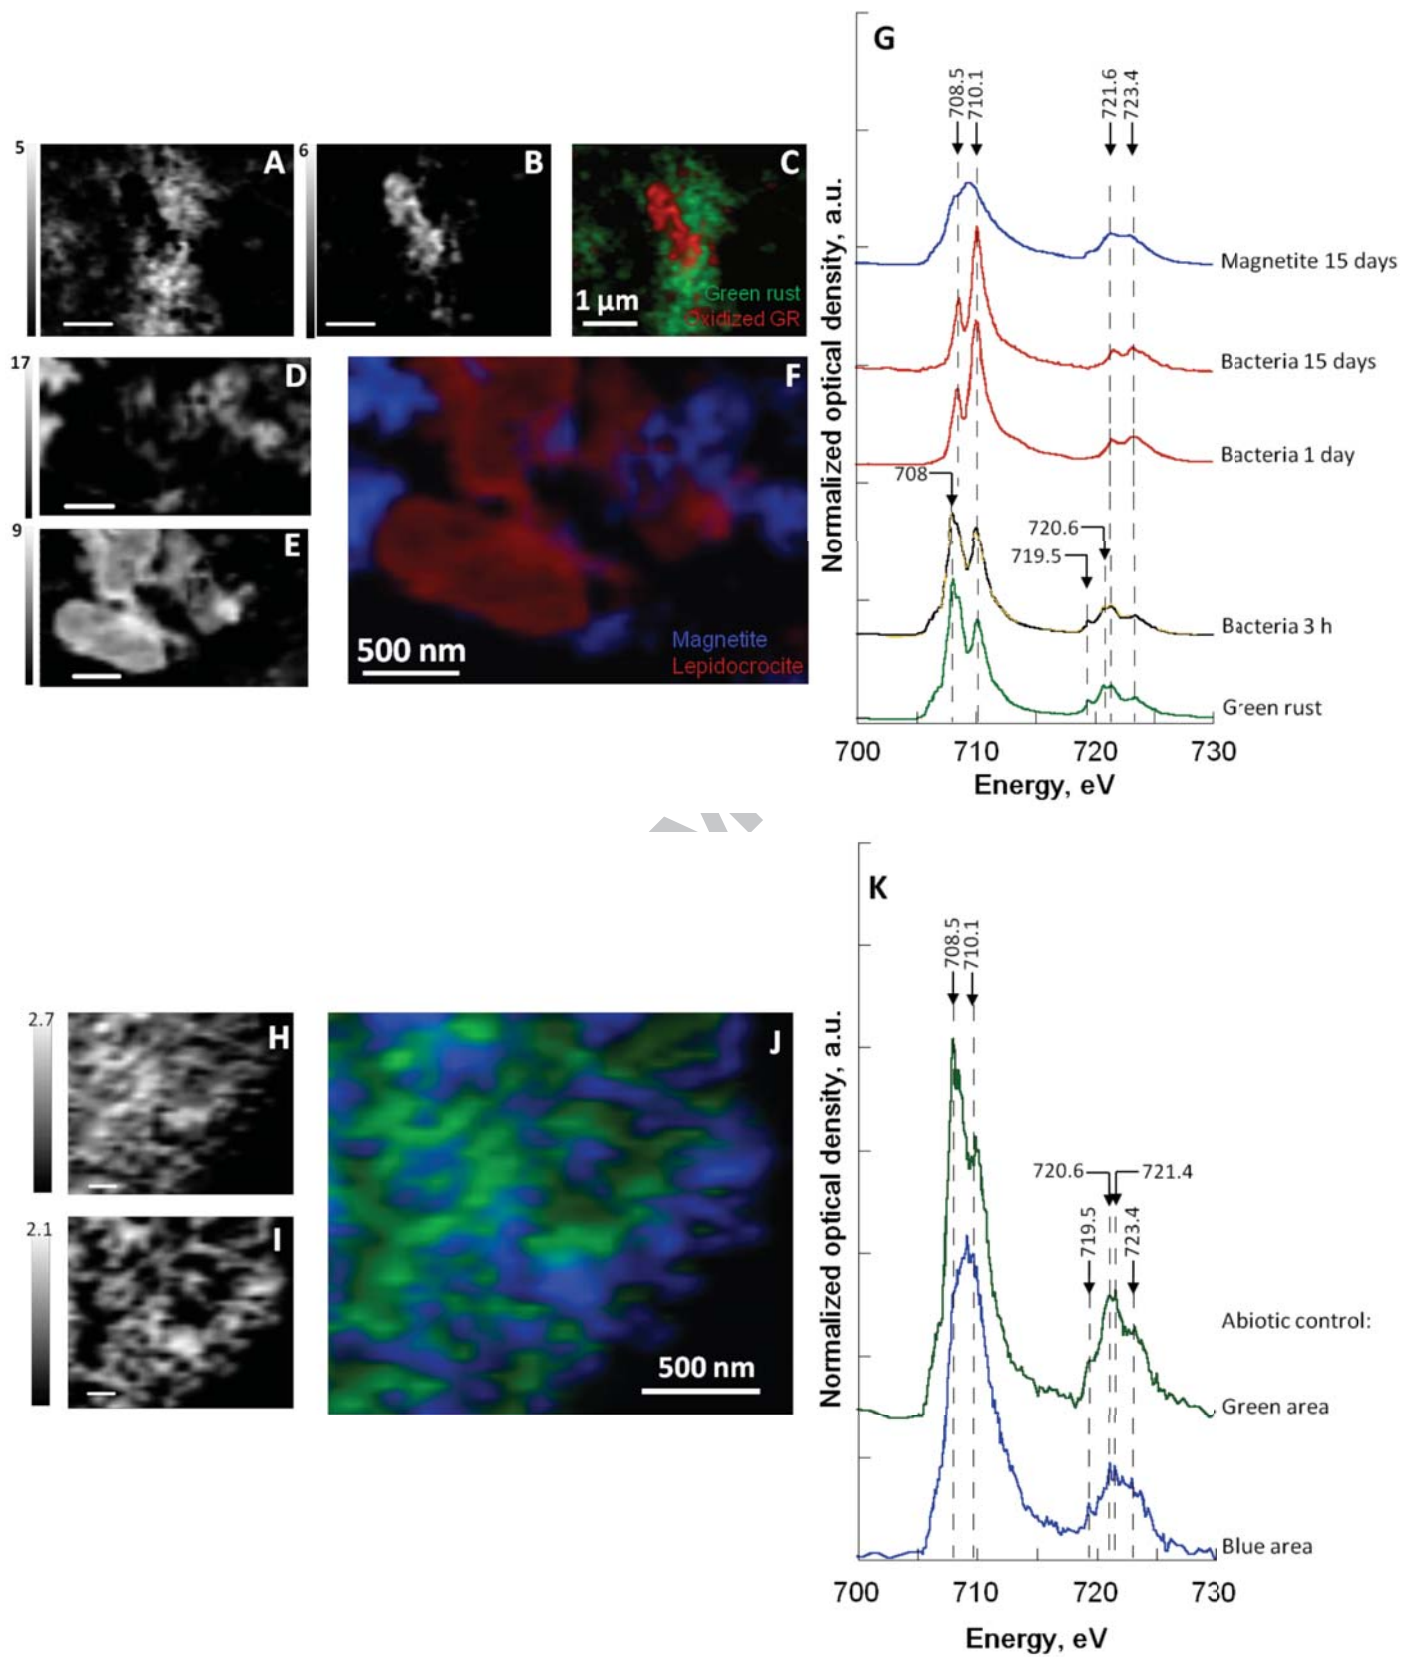 G
708.5
710.1
721.6
723.4
5
A
6
B
C
Green rust
Oxidized GR
1 µm
Magnetite 15 days
Bacteria 15 days
Bacteria 1 day
17
D
9
E
F
500 nm
Magnetite
Lepidocrocite
708
720.6
719.5
Bacteria 3 h
Green rust
Normalized optical density, a.u.
700
710
720
730
Energy, eV
K
708.5
710.1
2.7
H
J
2.1
I
500 nm
720.6
721.4
719.5
723.4
Abiotic control:
Green area
Blue area
Normalized optical density, a.u.
700
710
720
730
Energy, eV